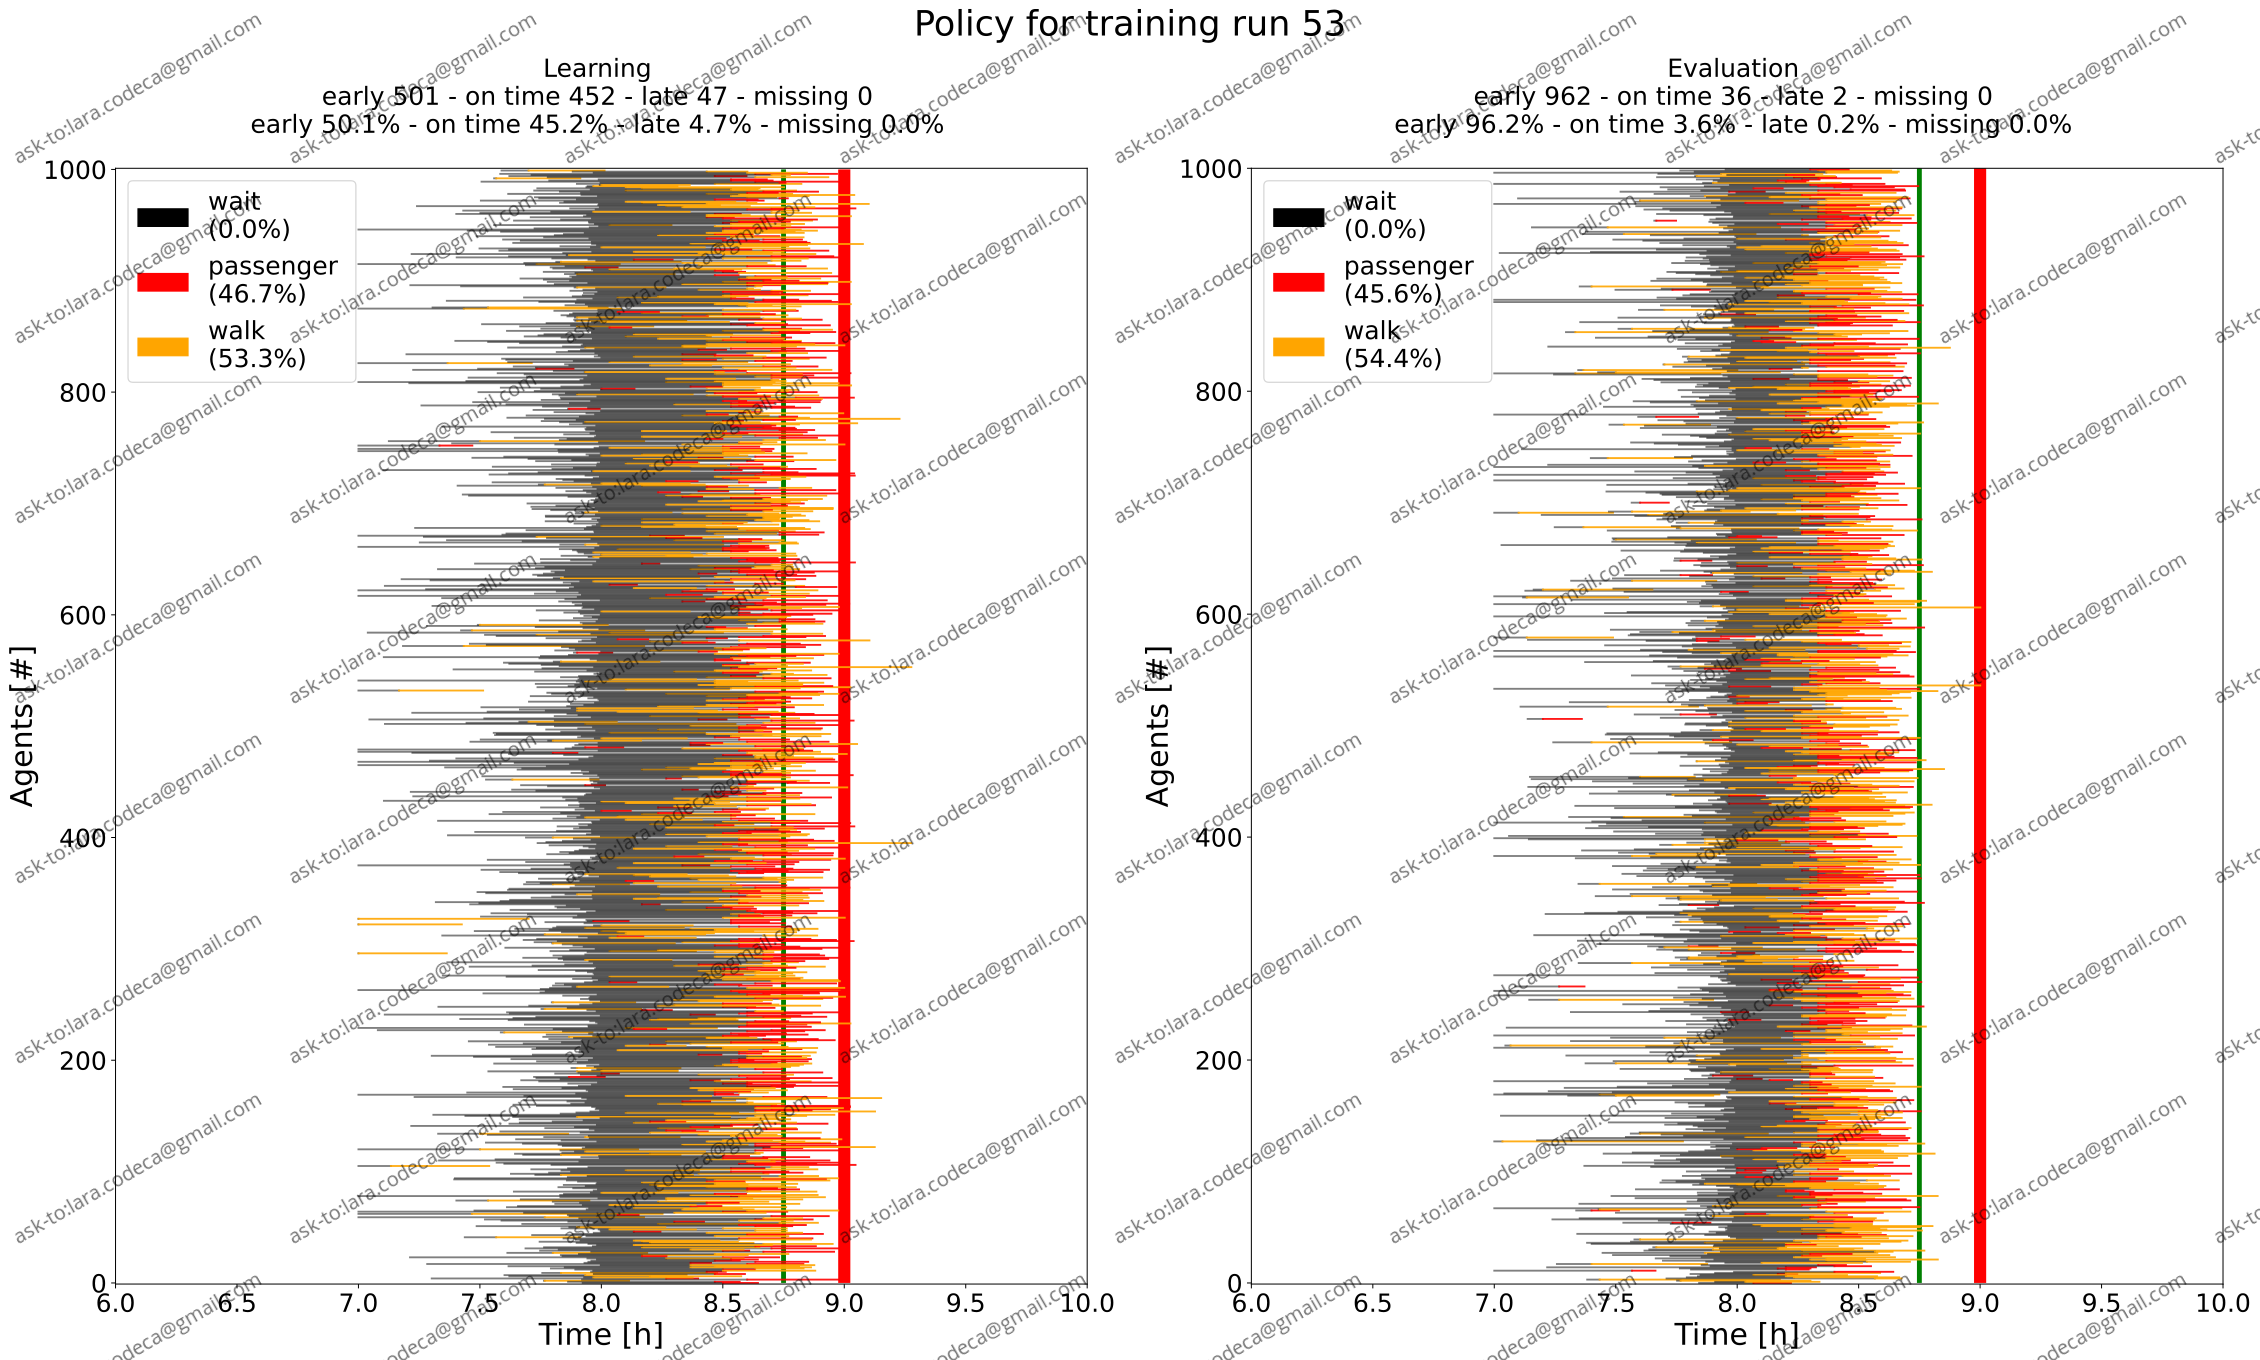 Policy for training run 53
Learning
early 501 - on time 452 - late 47 - missing 0
early 50.1% - on time 45.2% - late 4.7% - missing 0.0%
wait
(0.0%)
passenger
(46.7%)
walk
(53.3%)
Agents [#]
1000
800
600
400
200
0
6.0 6.5 7.0 7.5 8.0 8.5 9.0 9.5 10.0
Time [h]
Evaluation
early 962 - on time 36 - late 2 - missing 0
early 96.2% - on time 3.6% - late 0.2% - missing 0.0%
wait
(0.0%)
passenger
(45.6%)
walk
(54.4%)
Agents [#]
1000
800
600
400
200
0
6.0 6.5 7.0 7.5 8.0 8.5 9.0 9.5 10.0
Time [h]
ask-to:lara.codeca@gmail.com